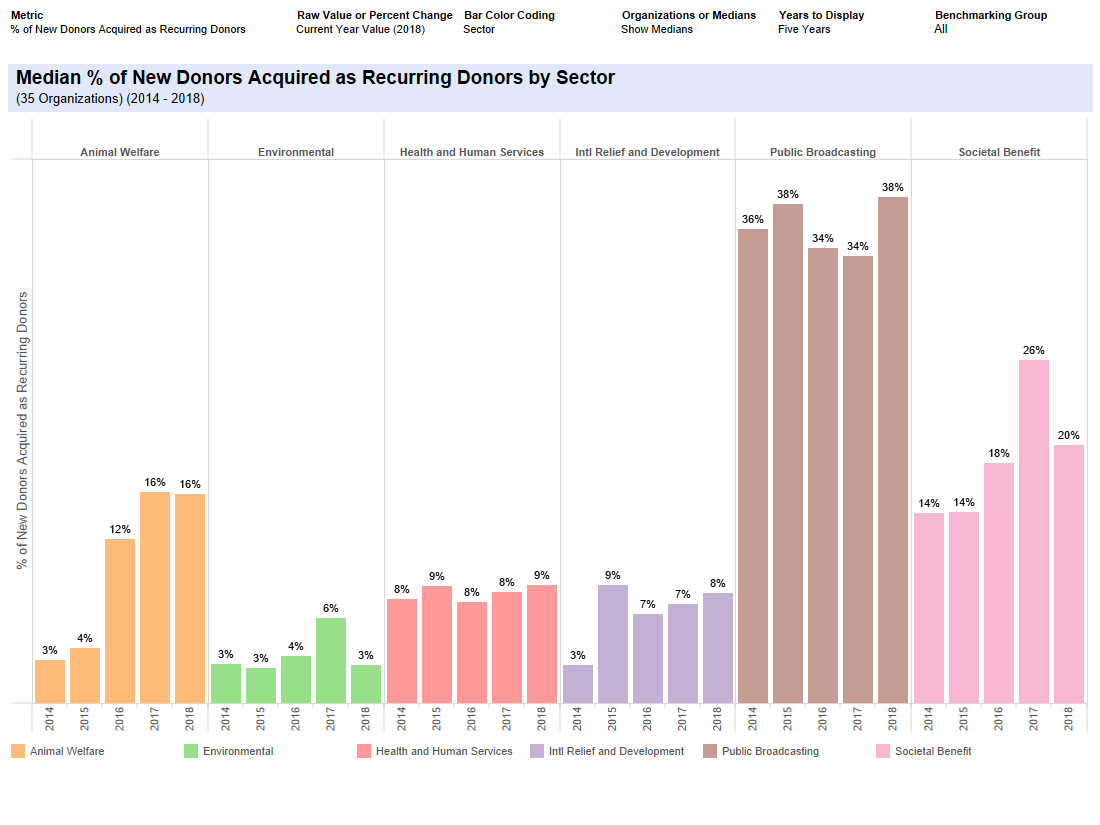 Metric
% of New Donors Acquired as Recurring Donors
Raw Value or Percent Change
Current Year Value (2018)
Bar Color Coding
Sector
Organizations or Medians
Show Medians
Years to Display
Five Years
Benchmarking Group
All
Median % of New Donors Acquired as Recurring Donors by Sector
(35 Organizations) (2014 - 2018)
Animal Welfare
Environmental
Health and Human Services
Intl Relief and Development
Public Broadcasting
Societal Benefit
% of New Donors Acquired as Recurring Donors
3%
4%
12%
16%
16%
3%
3%
4%
6%
3%
8%
9%
8%
8%
9%
3%
9%
7%
7%
8%
36%
38%
34%
34%
38%
14%
14%
18%
26%
20%
2014
2015
2016
2017
2018
2014
2015
2016
2017
2018
2014
2015
2016
2017
2018
2014
2015
2016
2017
2018
2014
2015
2016
2017
2018
2014
2015
2016
2017
2018
Animal Welfare
Environmental
Health and Human Services
Intl Relief and Development
Public Broadcasting
Societal Benefit